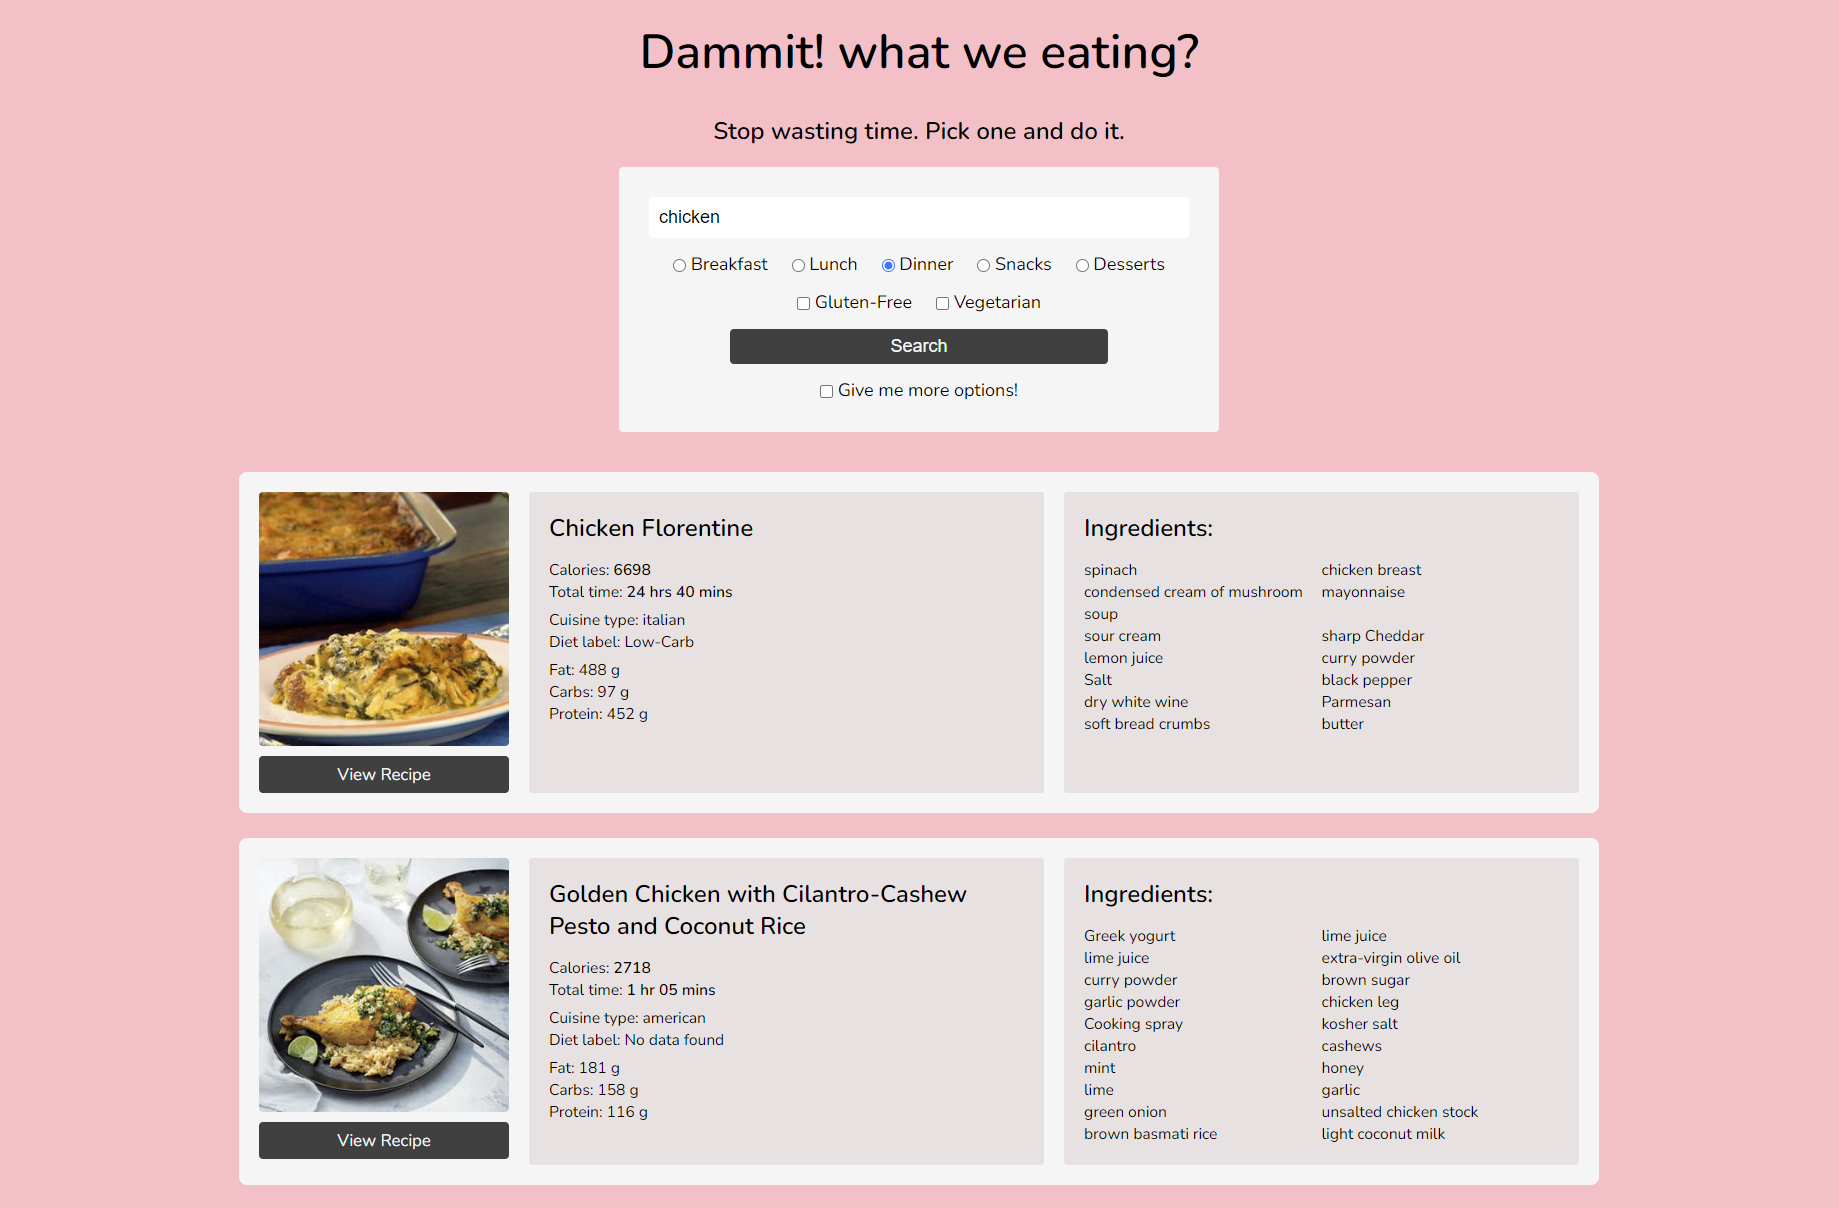 Dammit! what we eating?
Stop wasting time. Pick one and do it.
chicken
Breakfast Lunch Dinner Snacks Desserts
Gluten-Free Vegetarian
Search
Give me more options!
View Recipe
Chicken Florentine
Calories: 6698
Total time: 24 hrs 40 mins
Cuisine type: italian
Diet label: Low-Carb
Fat: 488 g
Carbs: 97 g
Protein: 452 g
Ingredients:
spinach chicken breast
condensed cream of mushroom mayonnaise
soup
sour cream sharp Cheddar
lemon juice curry powder
Salt black pepper
dry white wine Parmesan
soft bread crumbs butter
View Recipe
Golden Chicken with Cilantro-Cashew
Pesto and Coconut Rice
Calories: 2718
Total time: 1 hr 05 mins
Cuisine type: american
Diet label: No data found
Fat: 181 g
Carbs: 158 g
Protein: 116 g
Ingredients:
Greek yogurt lime juice
lime juice extra-virgin olive oil
curry powder brown sugar
garlic powder chicken leg
Cooking spray kosher salt
cilantro cashews
mint honey
lime garlic
green onion unsalted chicken stock
brown basmati rice light coconut milk